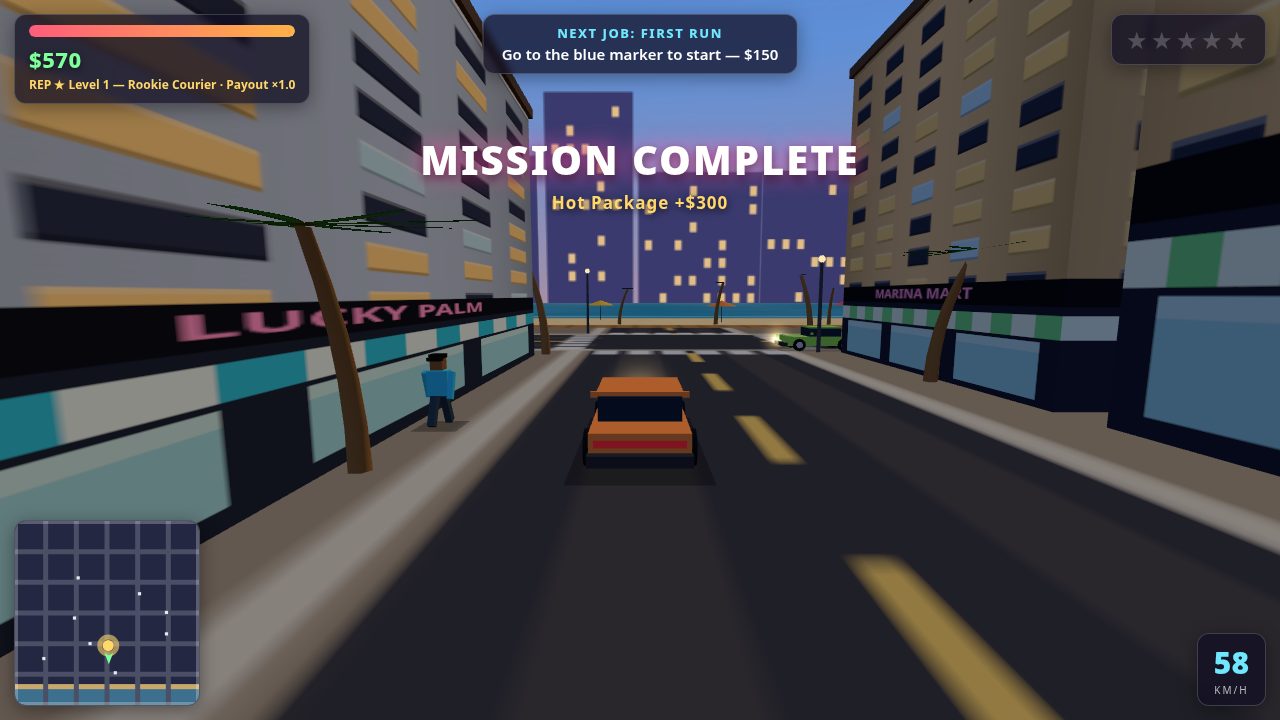 $570
REP ★ Level 1 — Rookie Courier · Payout ×1.0
NEXT JOB: FIRST RUN
Go to the blue marker to start — $150
★★★★★
MISSION COMPLETE
Hot Package +$300
LUCKY PALM
MARINA MART
58
KM/H